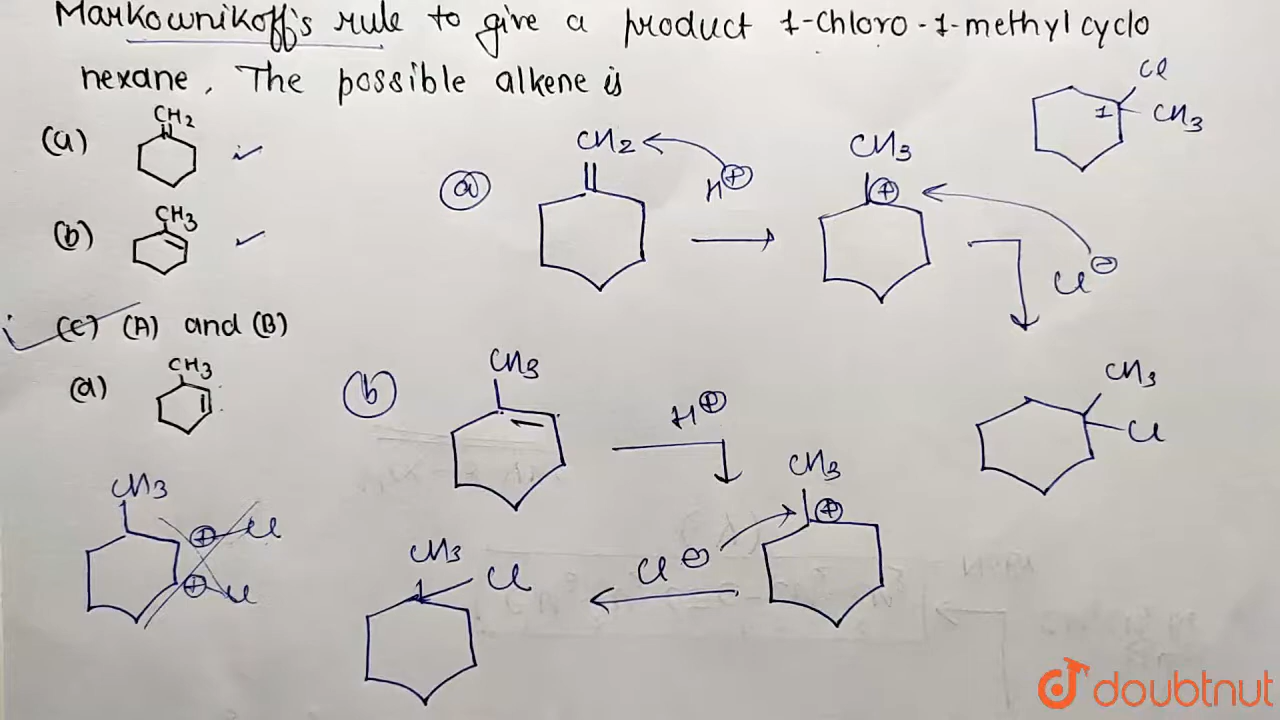 Markownikoff's rule to give a product 1-chloro-1-methylcyclo
hexane. The possible alkene is
Cl
1
CH3
(a)
CH2
(b)
CH3
(c) (A) and (B)
(d)
CH3
(a)
CH2
H⊕
CH3
⊕
Cl⊖
CH3
Cl
(b)
CH3
H⊕
CH3
⊕
Cl⊖
CH3
Cl
CH3
⊕ Cl
⊕ Cl
doubtnut